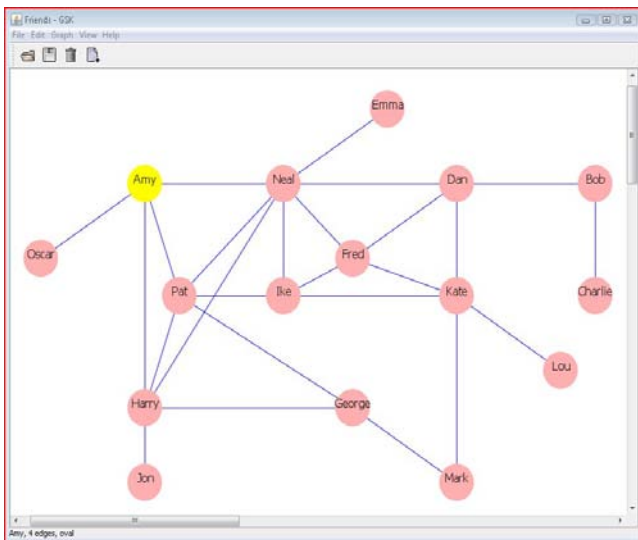 Friends - GSK
File Edit Graph View Help
Emma
Amy Neal Dan Bob
Oscar Fred
Pat Ike Kate Charlie
Lou
Harry George
Jon Mark
Amy, 4 edges, oval